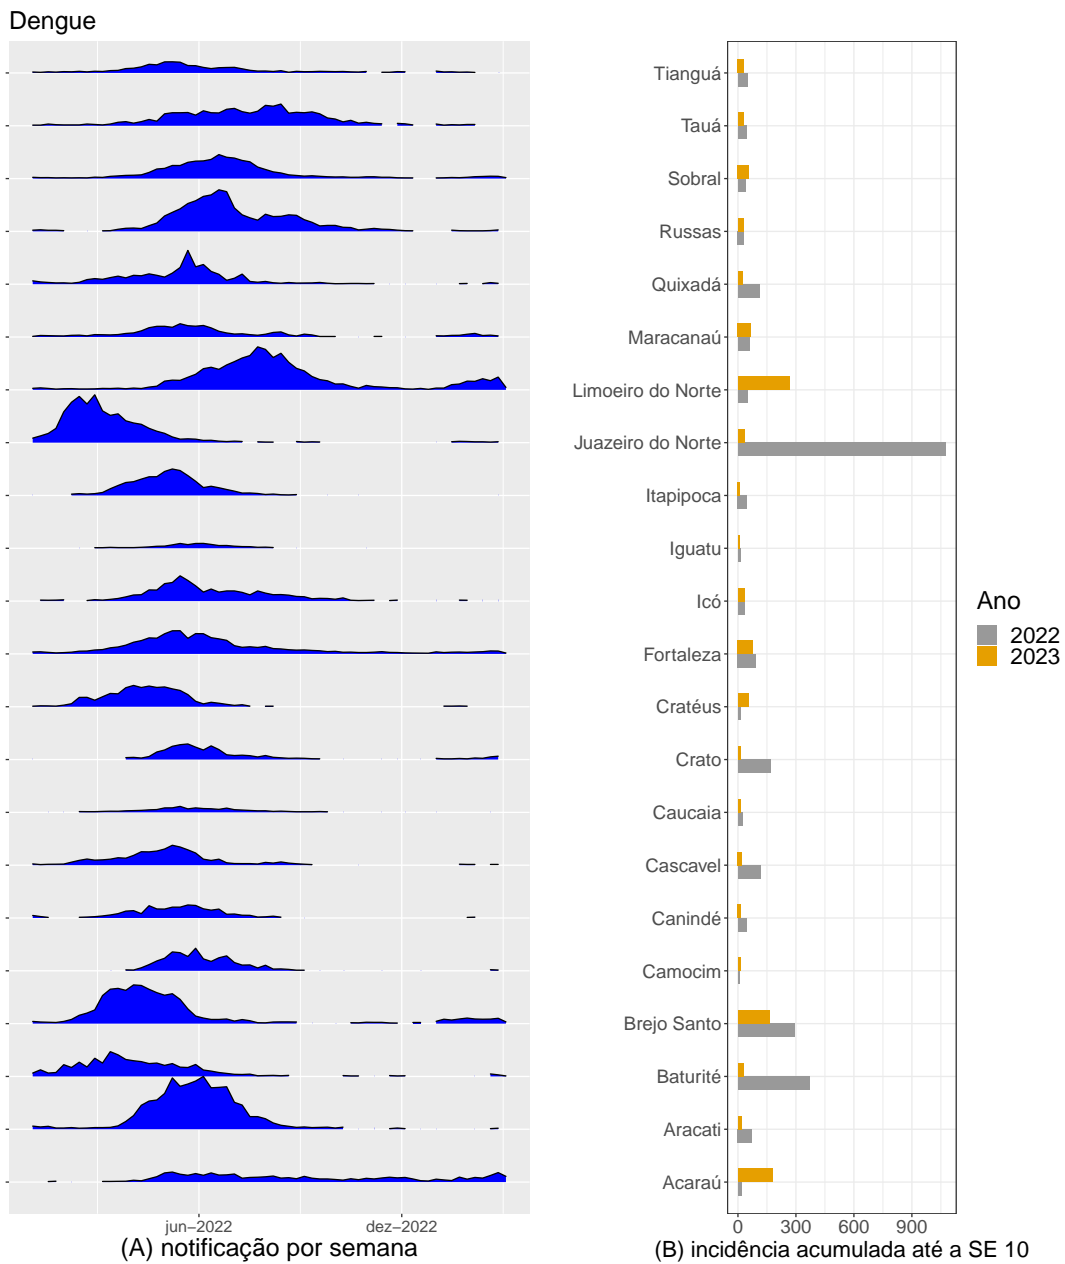 Dengue
Tianguá
Tauá
Sobral
Russas
Quixadá
Maracanaú
Limoeiro do Norte
Juazeiro do Norte
Itapipoca
Iguatu
Icó
Fortaleza
Cratéus
Crato
Caucaia
Cascavel
Canindé
Camocim
Brejo Santo
Baturité
Aracati
Acaraú
Ano
2022
2023
jun−2022 dez−2022
0 300 600 900
(A) notificação por semana
(B) incidência acumulada até a SE 10